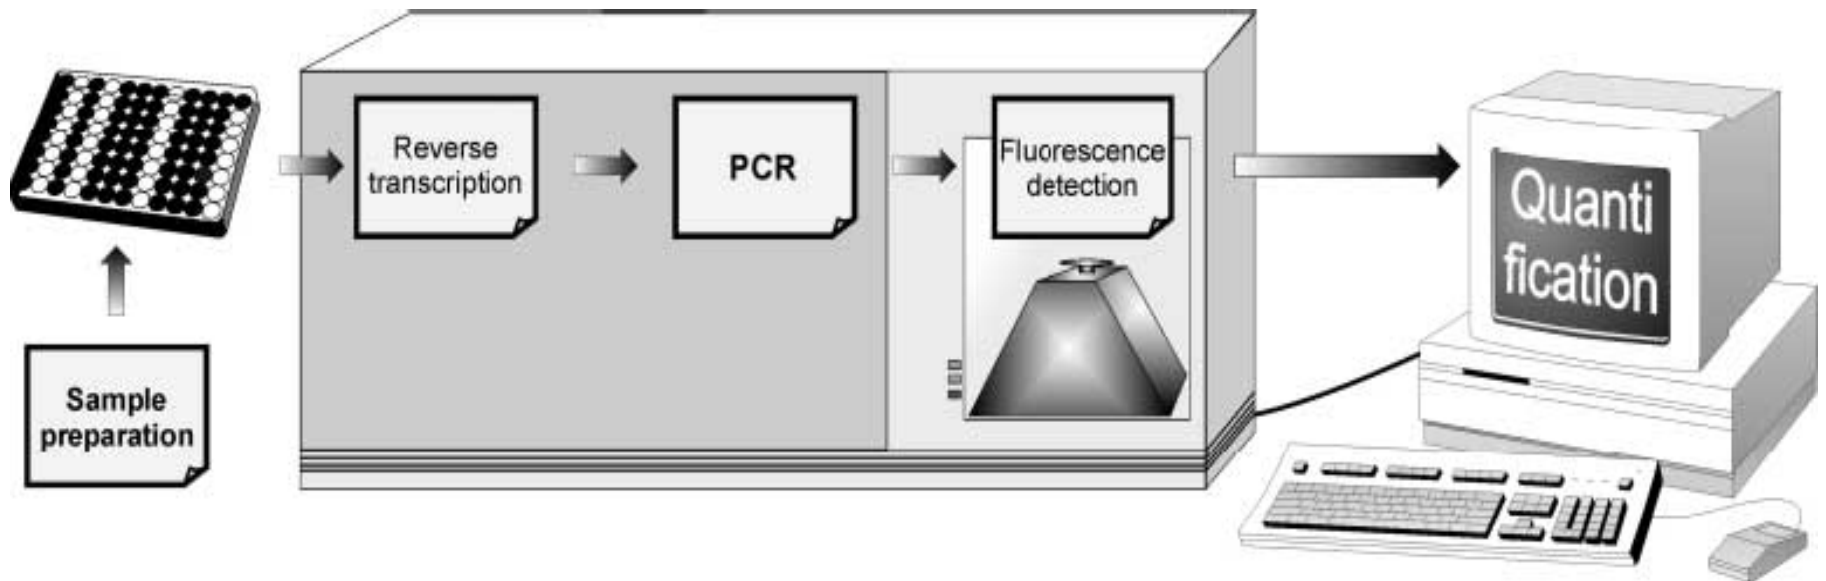 Sample
preparation
Reverse
transcription
PCR
Fluorescence
detection
Quanti
fication